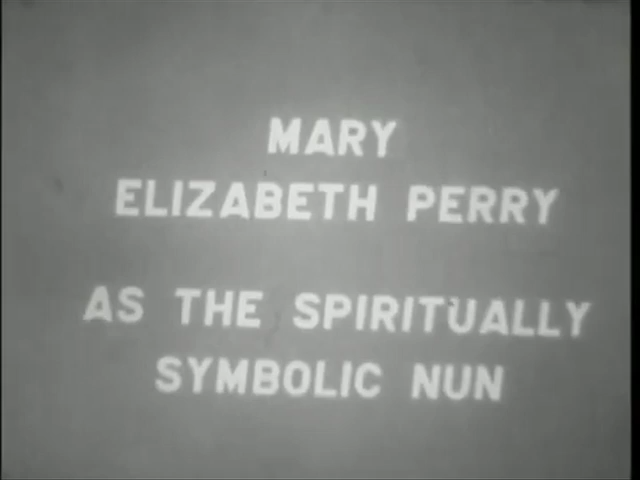 MARY
ELIZABETH PERRY
AS THE SPIRITUALLY
SYMBOLIC NUN